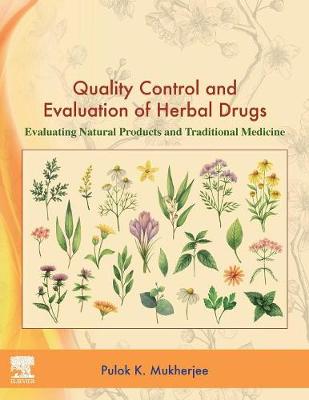 Quality Control and
Evaluation of Herbal Drugs
Evaluating Natural Products and Traditional Medicine
ELSEVIER
Pulok K. Mukherjee